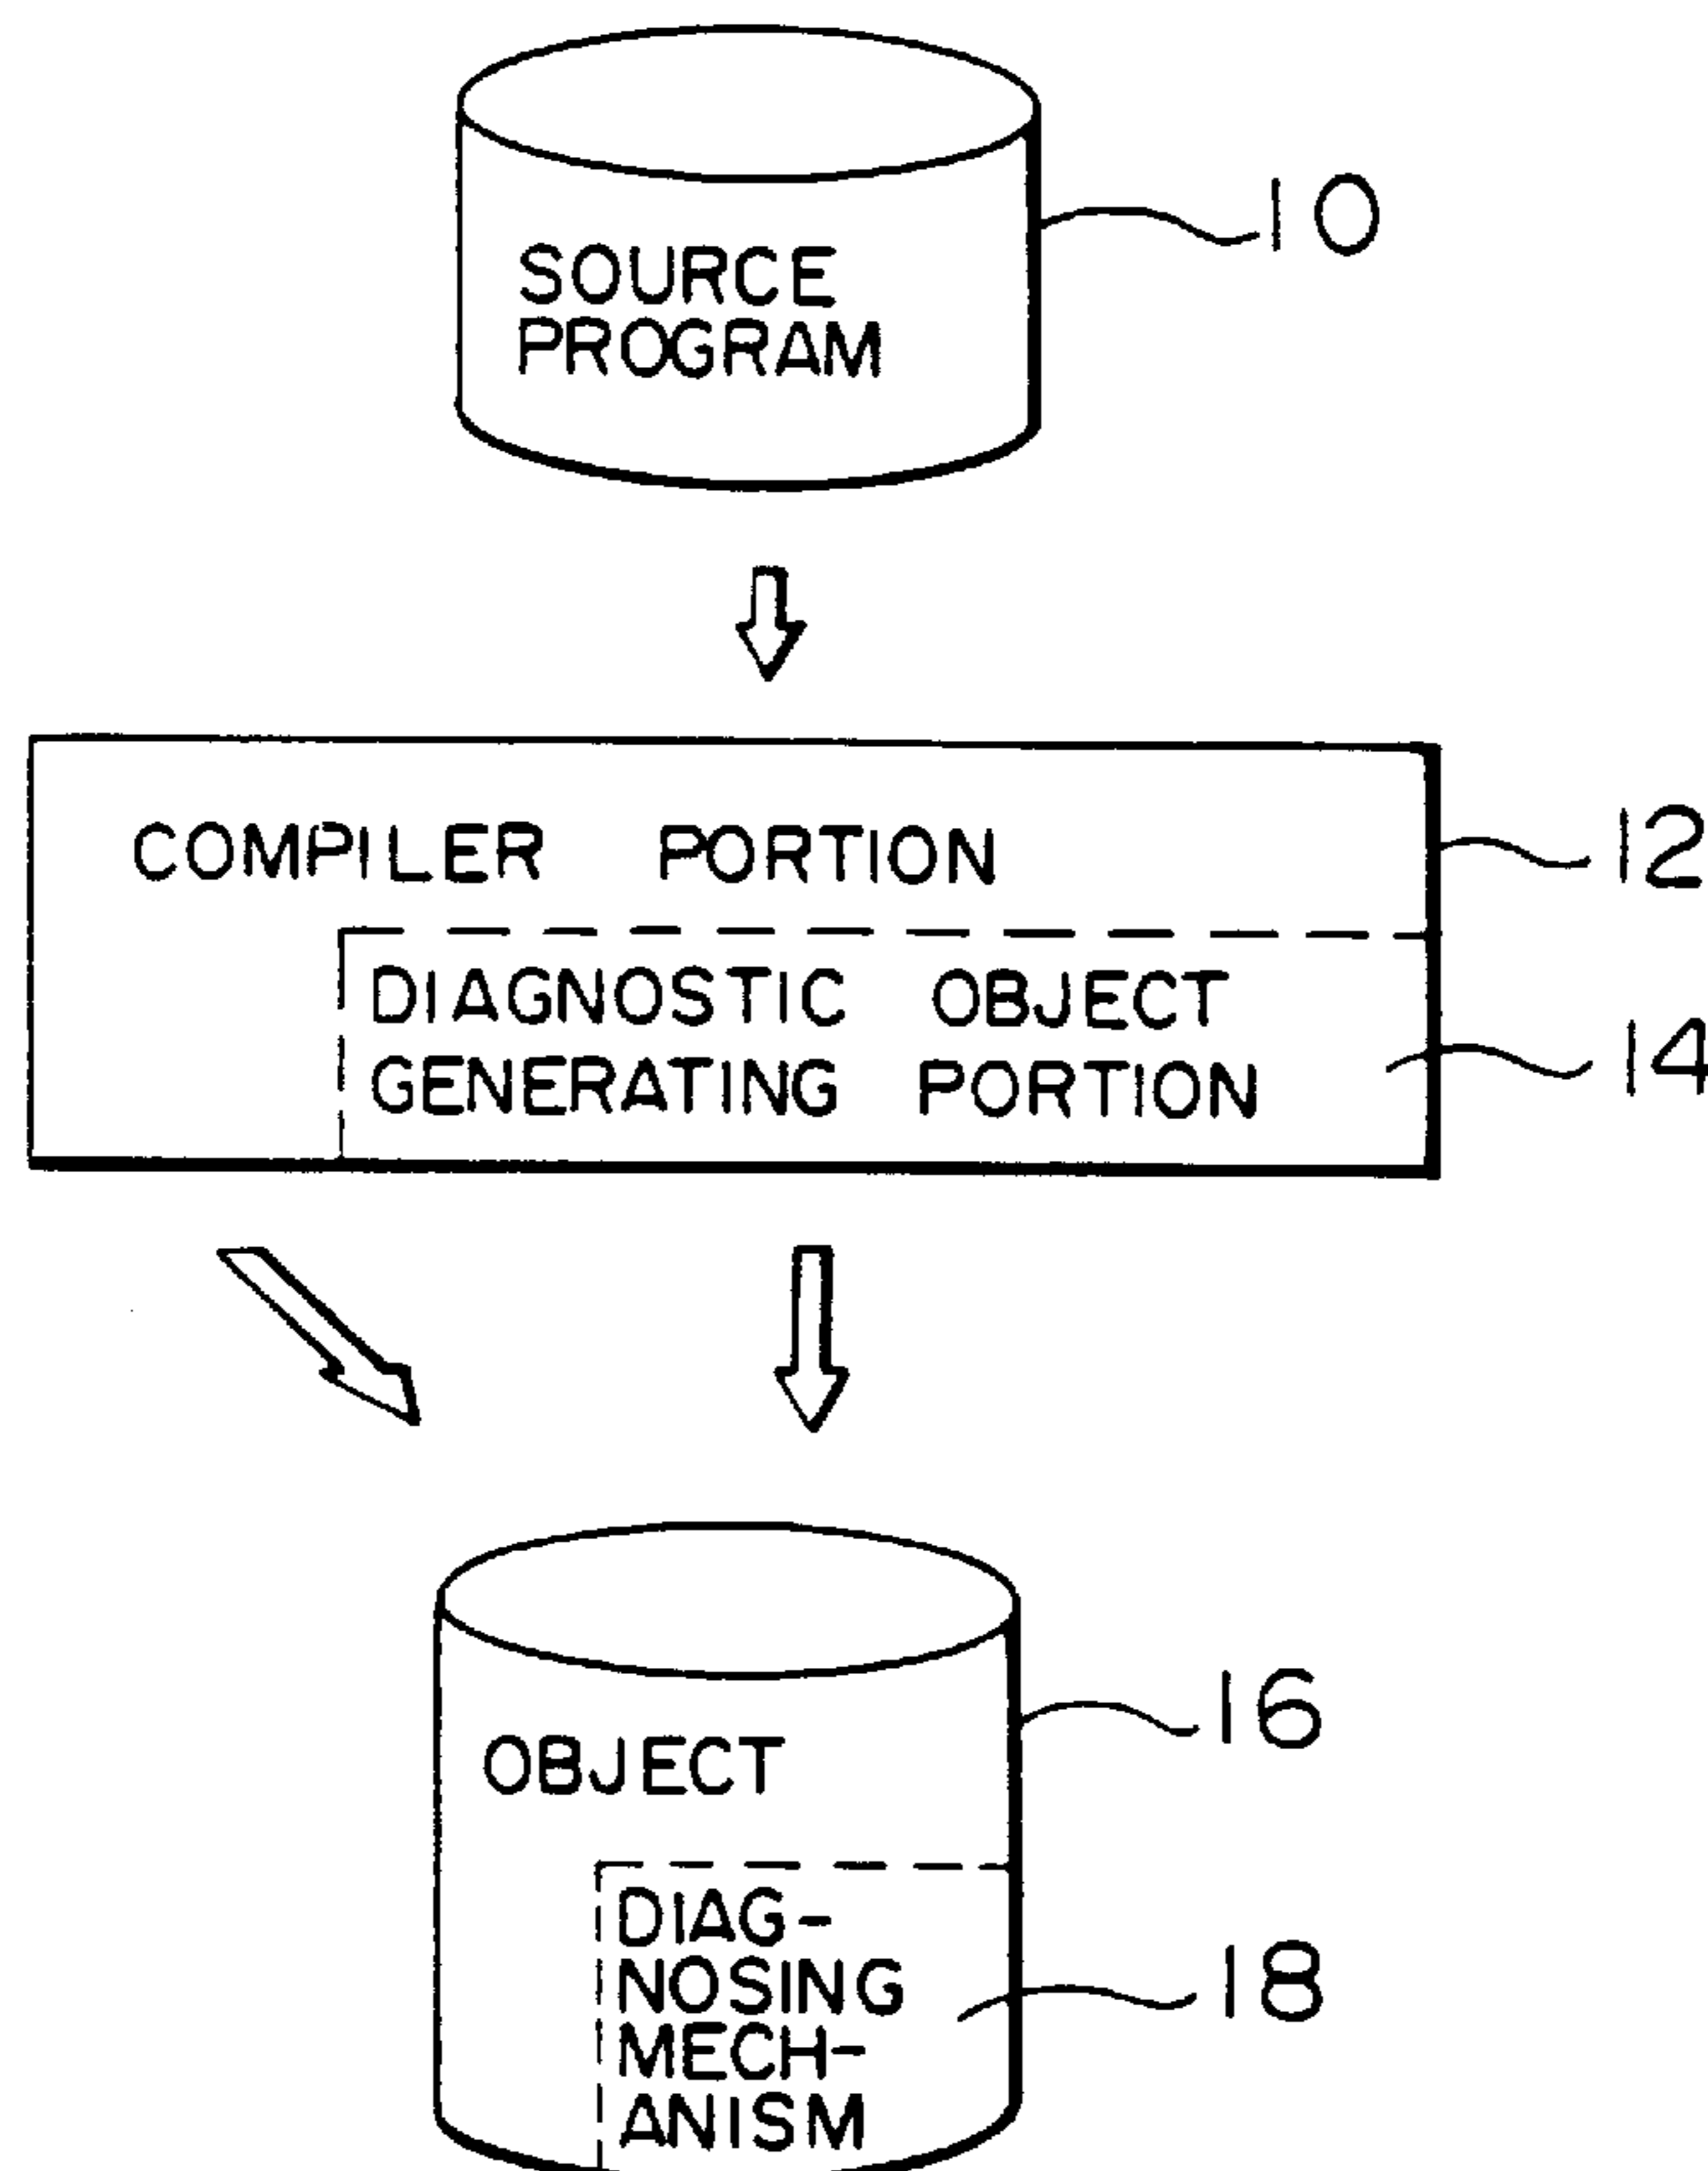 SOURCE
PROGRAM
10
COMPILER PORTION
12
DIAGNOSTIC OBJECT
GENERATING PORTION
14
OBJECT
16
DIAG-
NOSING
MECH-
ANISM
18